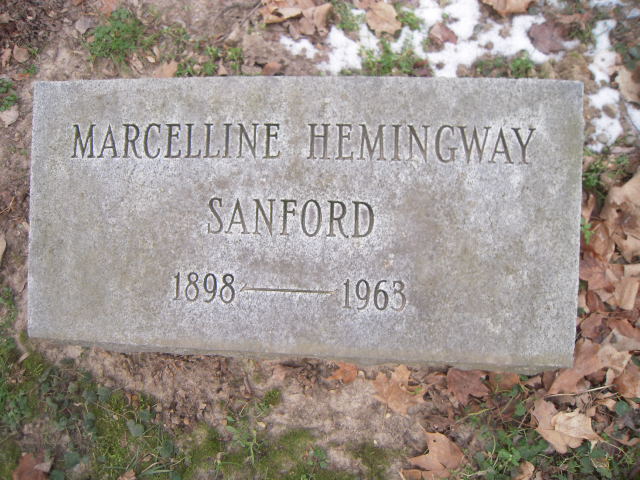 MARCELLINE HEMINGWAY
SANFORD
1898 — 1963